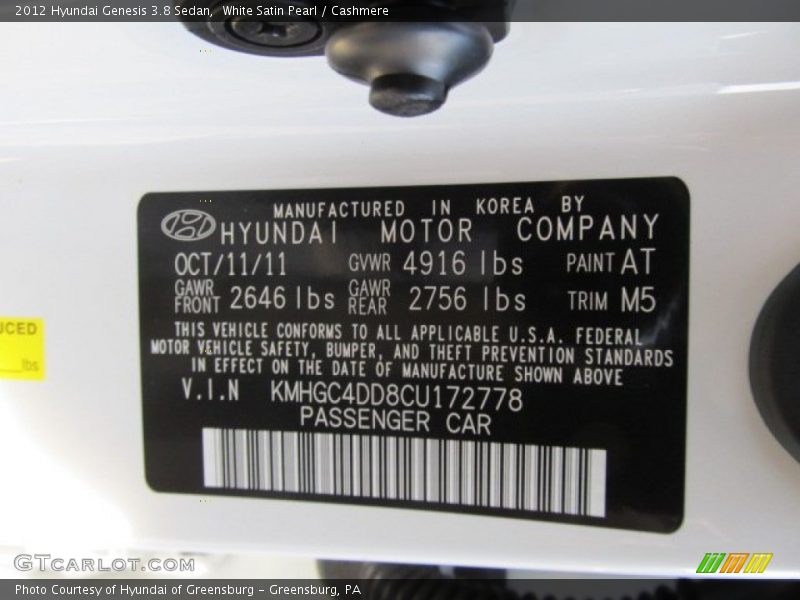 2012 Hyundai Genesis 3.8 Sedan, White Satin Pearl / Cashmere
MANUFACTURED IN KOREA BY
HYUNDAI MOTOR COMPANY
OCT/11/11 GVWR 4916 lbs PAINT AT
GAWR FRONT 2646 lbs GAWR REAR 2756 lbs TRIM M5
THIS VEHICLE CONFORMS TO ALL APPLICABLE U.S.A. FEDERAL
MOTOR VEHICLE SAFETY, BUMPER, AND THEFT PREVENTION STANDARDS
IN EFFECT ON THE DATE OF MANUFACTURE SHOWN ABOVE
V.I.N KMHGC4DD8CU172778
PASSENGER CAR
UCED
lbs
GTCARLOT.COM
Photo Courtesy of Hyundai of Greensburg - Greensburg, PA